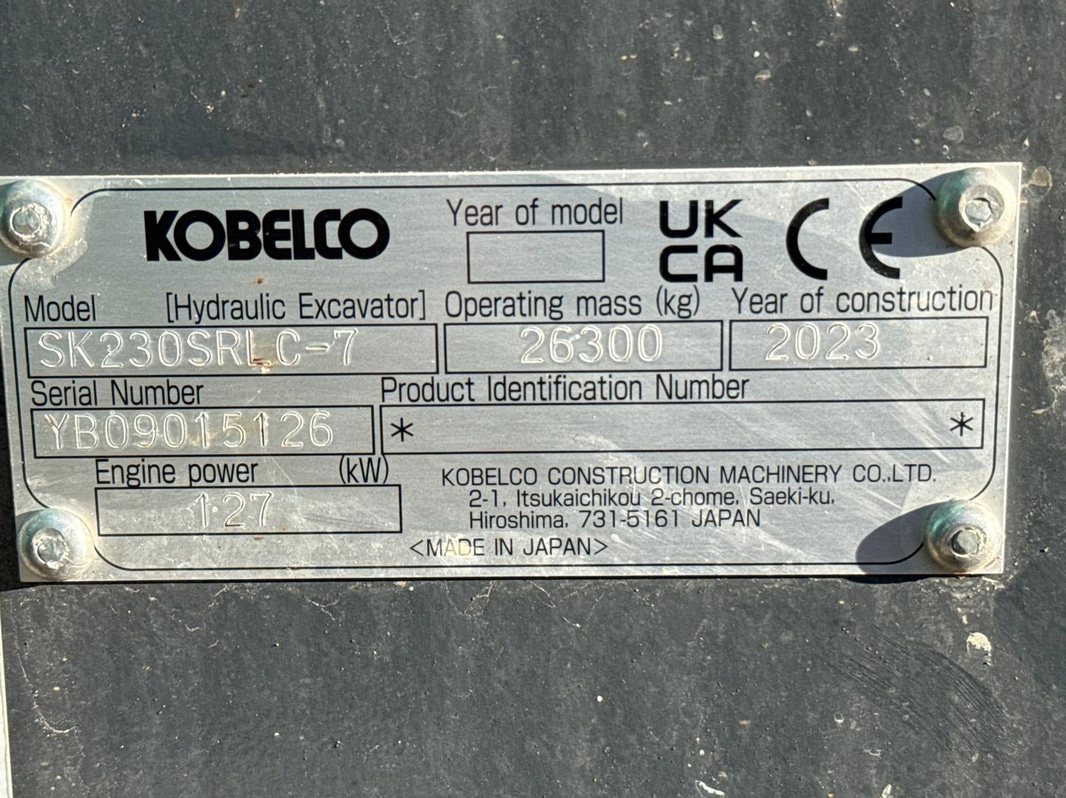 KOBELCO
Year of model
UK
CA
CE
Model [Hydraulic Excavator] Operating mass (kg) Year of construction
SK230SRLC-7 26300 2023
Serial Number Product Identification Number
YB09015126 * *
Engine power (kW)
127
KOBELCO CONSTRUCTION MACHINERY CO.,LTD.
2-1, Itsukaichikou 2-chome, Saeki-ku,
Hiroshima, 731-5161 JAPAN
<MADE IN JAPAN>